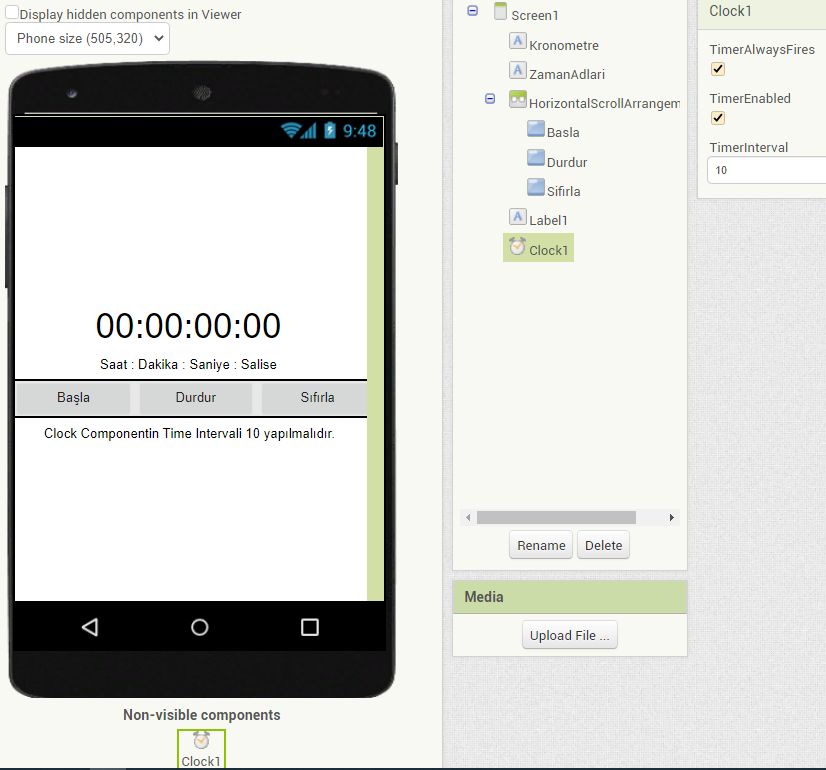 Display hidden components in Viewer
Phone size (505,320)
9:48
00:00:00:00
Saat : Dakika : Saniye : Salise
Başla
Durdur
Sıfırla
Clock Componentin Time Intervali 10 yapılmalıdır.
Non-visible components
Clock1
Screen1
Kronometre
ZamanAdlari
HorizontalScrollArrangem
Basla
Durdur
Sifirla
Label1
Clock1
Rename
Delete
Media
Upload File ...
Clock1
TimerAlwaysFires
TimerEnabled
TimerInterval
10